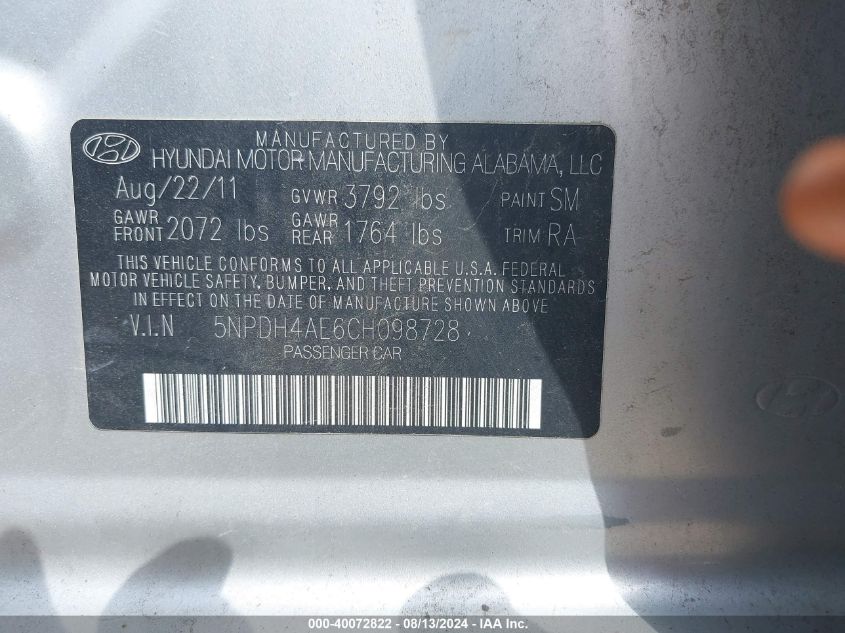 MANUFACTURED BY
HYUNDAI MOTOR MANUFACTURING ALABAMA, LLC
Aug/22/11 GVWR 3792 lbs PAINT SM
GAWR FRONT 2072 lbs GAWR REAR 1764 lbs TRIM RA
THIS VEHICLE CONFORMS TO ALL APPLICABLE U.S.A. FEDERAL
MOTOR VEHICLE SAFETY, BUMPER, AND THEFT PREVENTION STANDARDS
IN EFFECT ON THE DATE OF MANUFACTURE SHOWN ABOVE
V.I.N 5NPDH4AE6CH098728
PASSENGER CAR
000-40072822 - 08/13/2024 - IAA Inc.